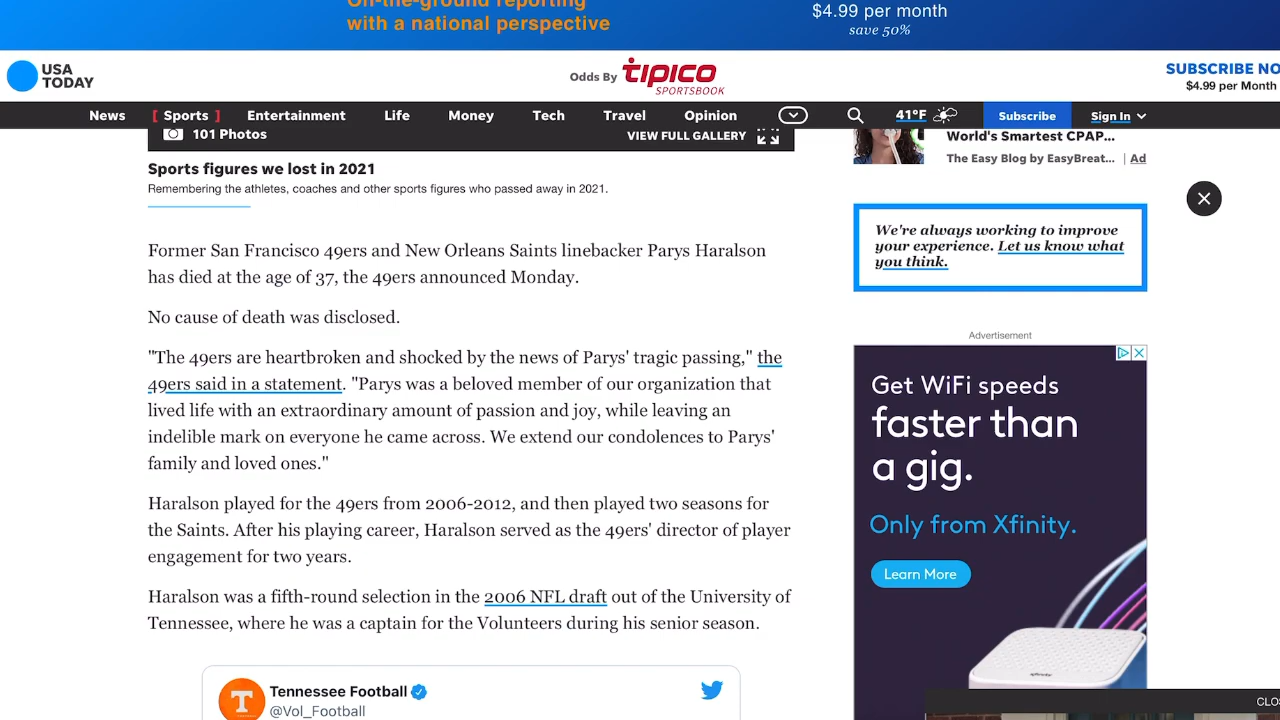 On-the-ground reporting
with a national perspective
$4.99 per month
save 50%
USA
TODAY
Odds By tipico
SPORTSBOOK
SUBSCRIBE NO
$4.99 per Month
News [ Sports ] Entertainment Life Money Tech Travel Opinion 41°F Subscribe Sign In
101 Photos
VIEW FULL GALLERY
Sports figures we lost in 2021
Remembering the athletes, coaches and other sports figures who passed away in 2021.
Former San Francisco 49ers and New Orleans Saints linebacker Parys Haralson
has died at the age of 37, the 49ers announced Monday.
No cause of death was disclosed.
"The 49ers are heartbroken and shocked by the news of Parys' tragic passing," the
49ers said in a statement. "Parys was a beloved member of our organization that
lived life with an extraordinary amount of passion and joy, while leaving an
indelible mark on everyone he came across. We extend our condolences to Parys'
family and loved ones."
Haralson played for the 49ers from 2006-2012, and then played two seasons for
the Saints. After his playing career, Haralson served as the 49ers' director of player
engagement for two years.
Haralson was a fifth-round selection in the 2006 NFL draft out of the University of
Tennessee, where he was a captain for the Volunteers during his senior season.
T
Tennessee Football
@Vol_Football
World's Smartest CPAP...
The Easy Blog by EasyBreat... | Ad
We're always working to improve
your experience. Let us know what
you think.
Advertisement
Get WiFi speeds
faster than
a gig.
Only from Xfinity.
Learn More
xfinity
CLO